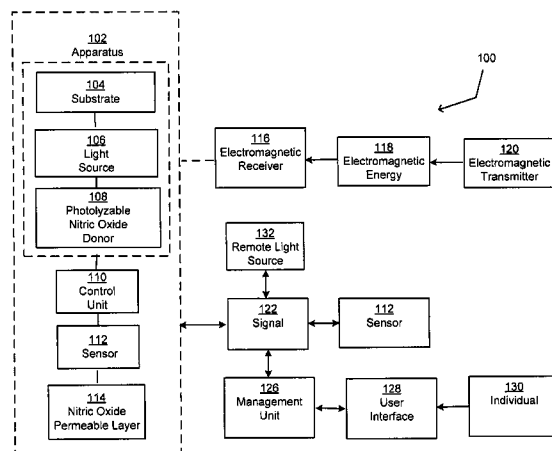 102
Apparatus
104
Substrate
106
Light
Source
108
Photolyzable
Nitric Oxide
Donor
110
Control
Unit
112
Sensor
114
Nitric Oxide
Permeable Layer
100
116
Electromagnetic
Receiver
118
Electromagnetic
Energy
120
Electromagnetic
Transmitter
132
Remote Light
Source
122
Signal
112
Sensor
126
Management
Unit
128
User
Interface
130
Individual